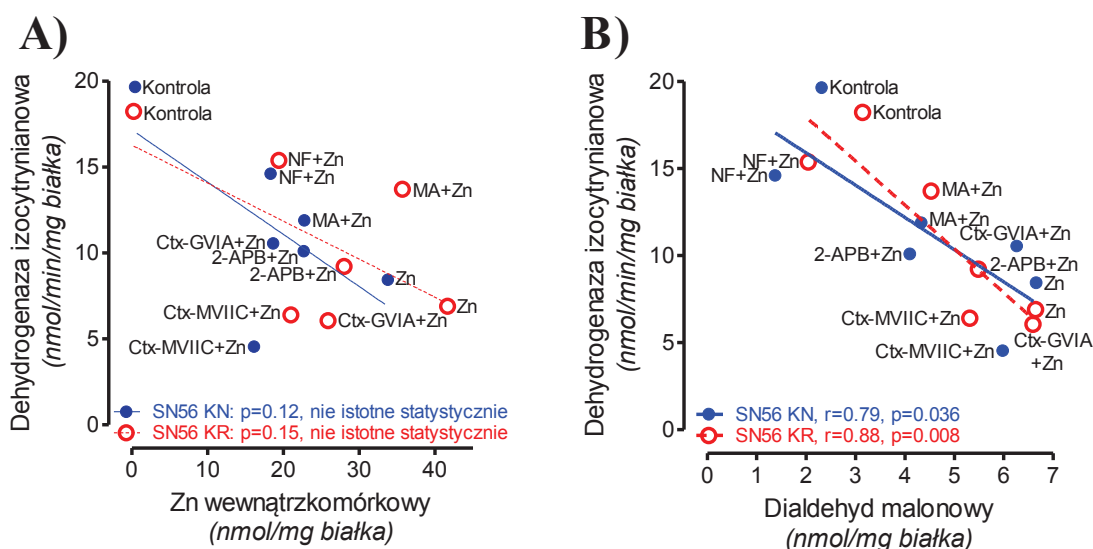 A)
Dehydrogenaza izocytrynianowa
(nmol/min/mg białka)
20
15
10
5
0
Kontrola
Kontrola
NF+Zn
NF+Zn
MA+Zn
MA+Zn
Ctx-GVIA+Zn
2-APB+Zn
2-APB+Zn
Zn
Zn
Ctx-MVIIC+Zn
Ctx-GVIA+Zn
Ctx-MVIIC+Zn
SN56 KN: p=0.12, nie istotne statystycznie
SN56 KR: p=0.15, nie istotne statystycznie
0 10 20 30 40
Zn wewnątrzkomórkowy
(nmol/mg białka)
B)
Dehydrogenaza izocytrynianowa
(nmol/min/mg białka)
20
15
10
5
0
Kontrola
Kontrola
NF+Zn
NF+Zn
MA+Zn
MA+Zn
Ctx-GVIA+Zn
2-APB+Zn
2-APB+Zn
Zn
Ctx-MVIIC+Zn
Zn
Ctx-MVIIC+Zn
Ctx-GVIA
+Zn
SN56 KN, r=0.79, p=0.036
SN56 KR, r=0.88, p=0.008
0 1 2 3 4 5 6 7
Dialdehyd malonowy
(nmol/mg białka)